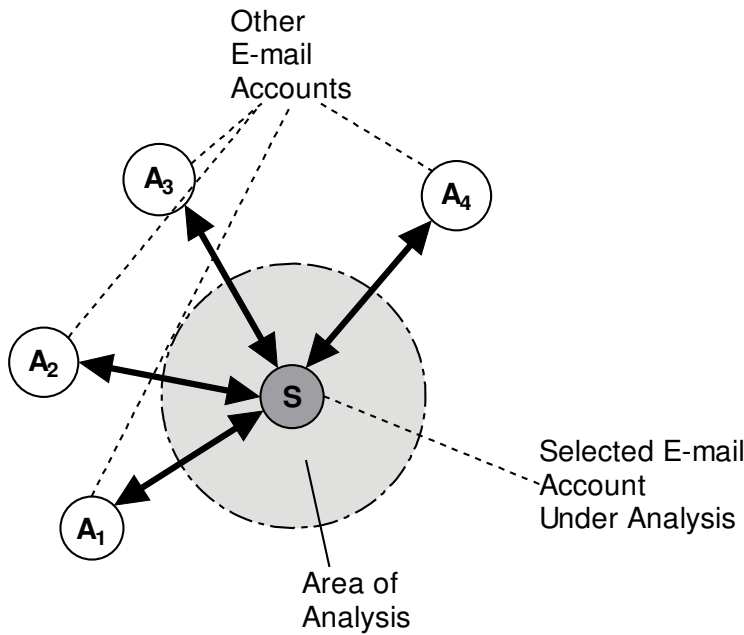 Other
E-mail
Accounts
A₃
A₄
A₂
S
Selected E-mail
Account
Under Analysis
A₁
Area of
Analysis